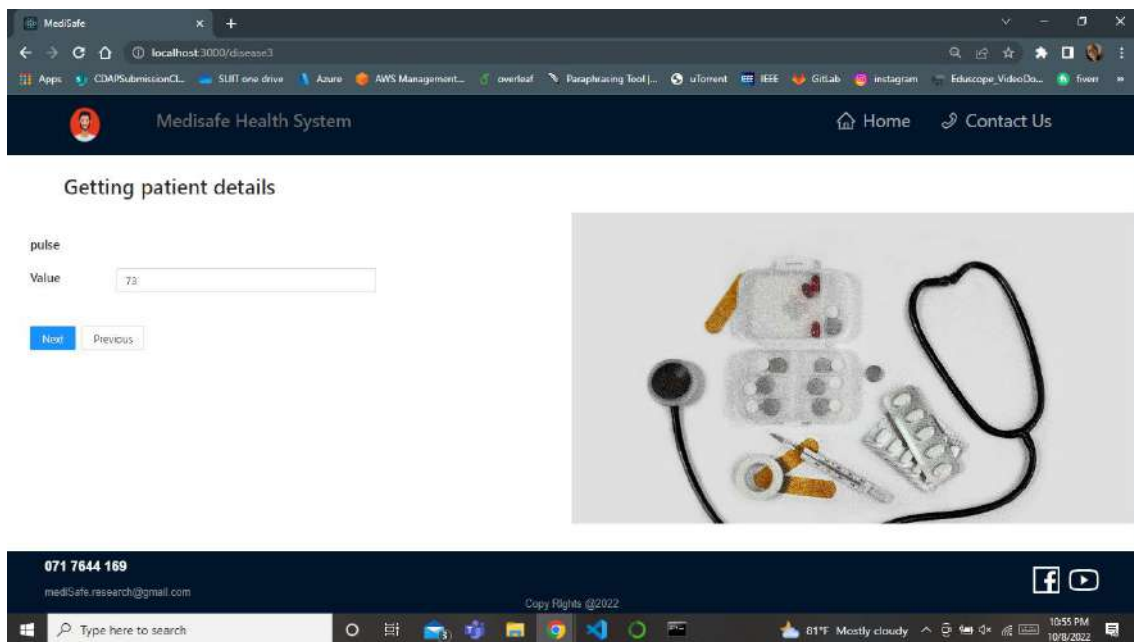 MediSafe
localhost:3000/disease3
Apps CDAPSubmissionCL... SLIIT one drive Azure AWS Management... overleaf Paraphrasing Tool |... uTorrent IEEE GitLab instagram Eduscope_VideoDo... fiverr
Medisafe Health System Home Contact Us
Getting patient details
pulse
Value 73
Next Previous
071 7644 169
mediSafe.research@gmail.com
Copy Rights @2022
Type here to search 81°F Mostly cloudy 10:55 PM
10/8/2022